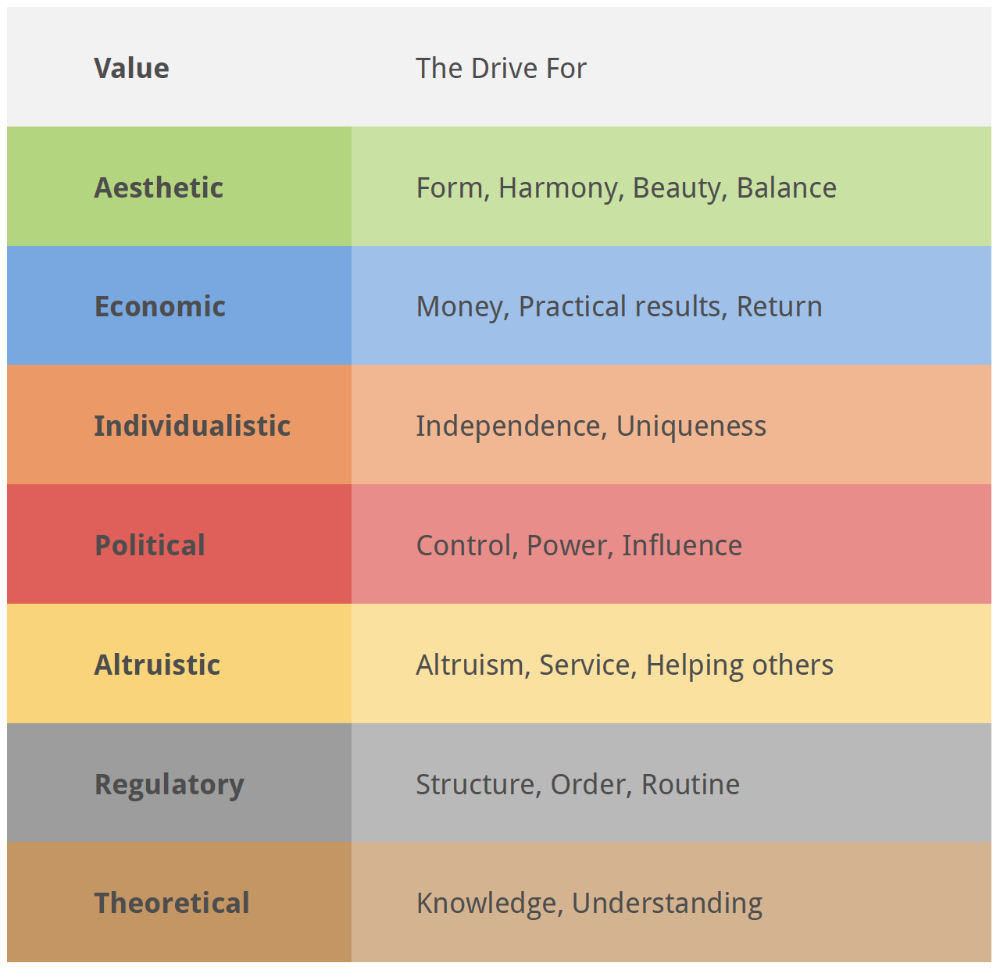 Value The Drive For
Aesthetic Form, Harmony, Beauty, Balance
Economic Money, Practical results, Return
Individualistic Independence, Uniqueness
Political Control, Power, Influence
Altruistic Altruism, Service, Helping others
Regulatory Structure, Order, Routine
Theoretical Knowledge, Understanding